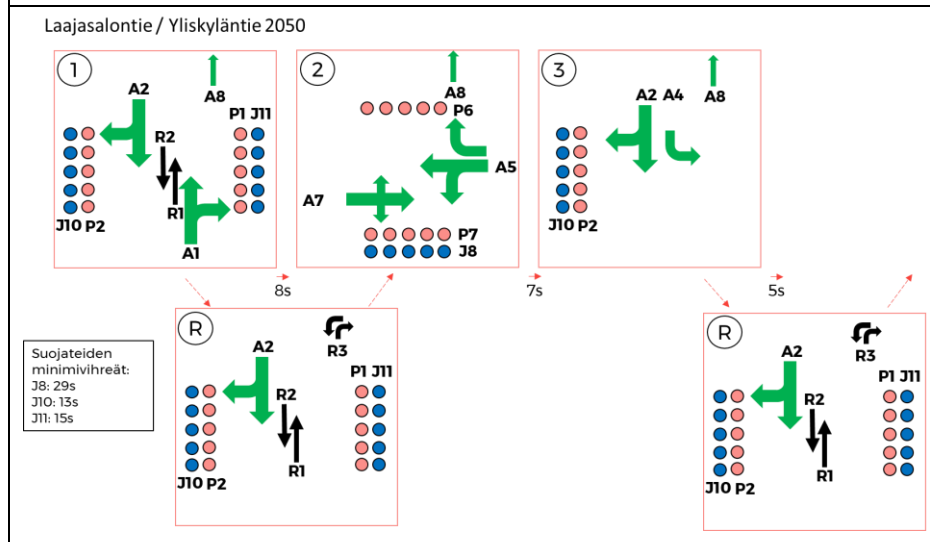 Laajasalontie / Yliskyläntie 2050
1
A2
A8
P1 J11
R2
R1
J10 P2
A1
2
A8
P6
A5
A7
P7
J8
3
A2 A4 A8
J10 P2
8s
7s
5s
Suojateiden
minimivihreät:
J8: 29s
J10: 13s
J11: 15s
R
R3
A2
P1 J11
R2
R1
J10 P2
R
R3
A2
P1 J11
R2
R1
J10 P2